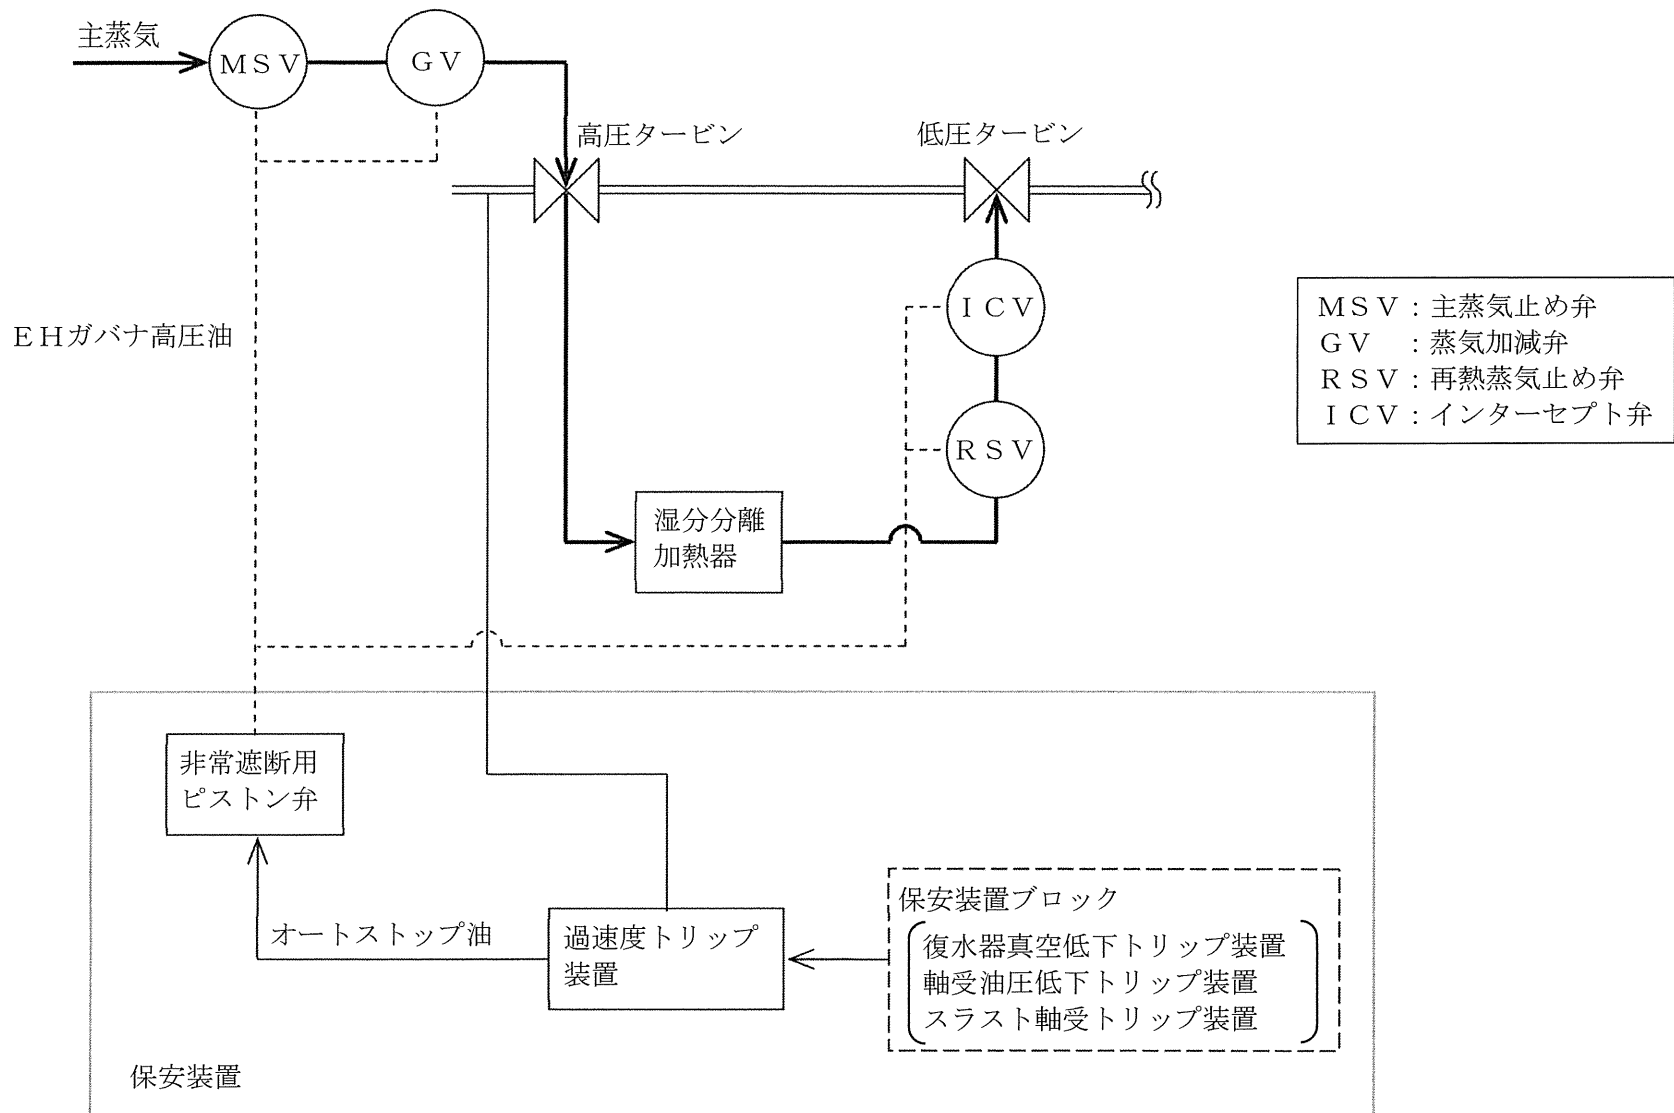 主蒸気
ＭＳＶ
ＧＶ
高圧タービン
低圧タービン
ＩＣＶ
ＥＨガバナ高圧油
ＭＳＶ：主蒸気止め弁
ＧＶ　：蒸気加減弁
ＲＳＶ：再熱蒸気止め弁
ＩＣＶ：インターセプト弁
ＲＳＶ
湿分分離
加熱器
非常遮断用
ピストン弁
オートストップ油
過速度トリップ
装置
保安装置ブロック
復水器真空低下トリップ装置
軸受油圧低下トリップ装置
スラスト軸受トリップ装置
保安装置